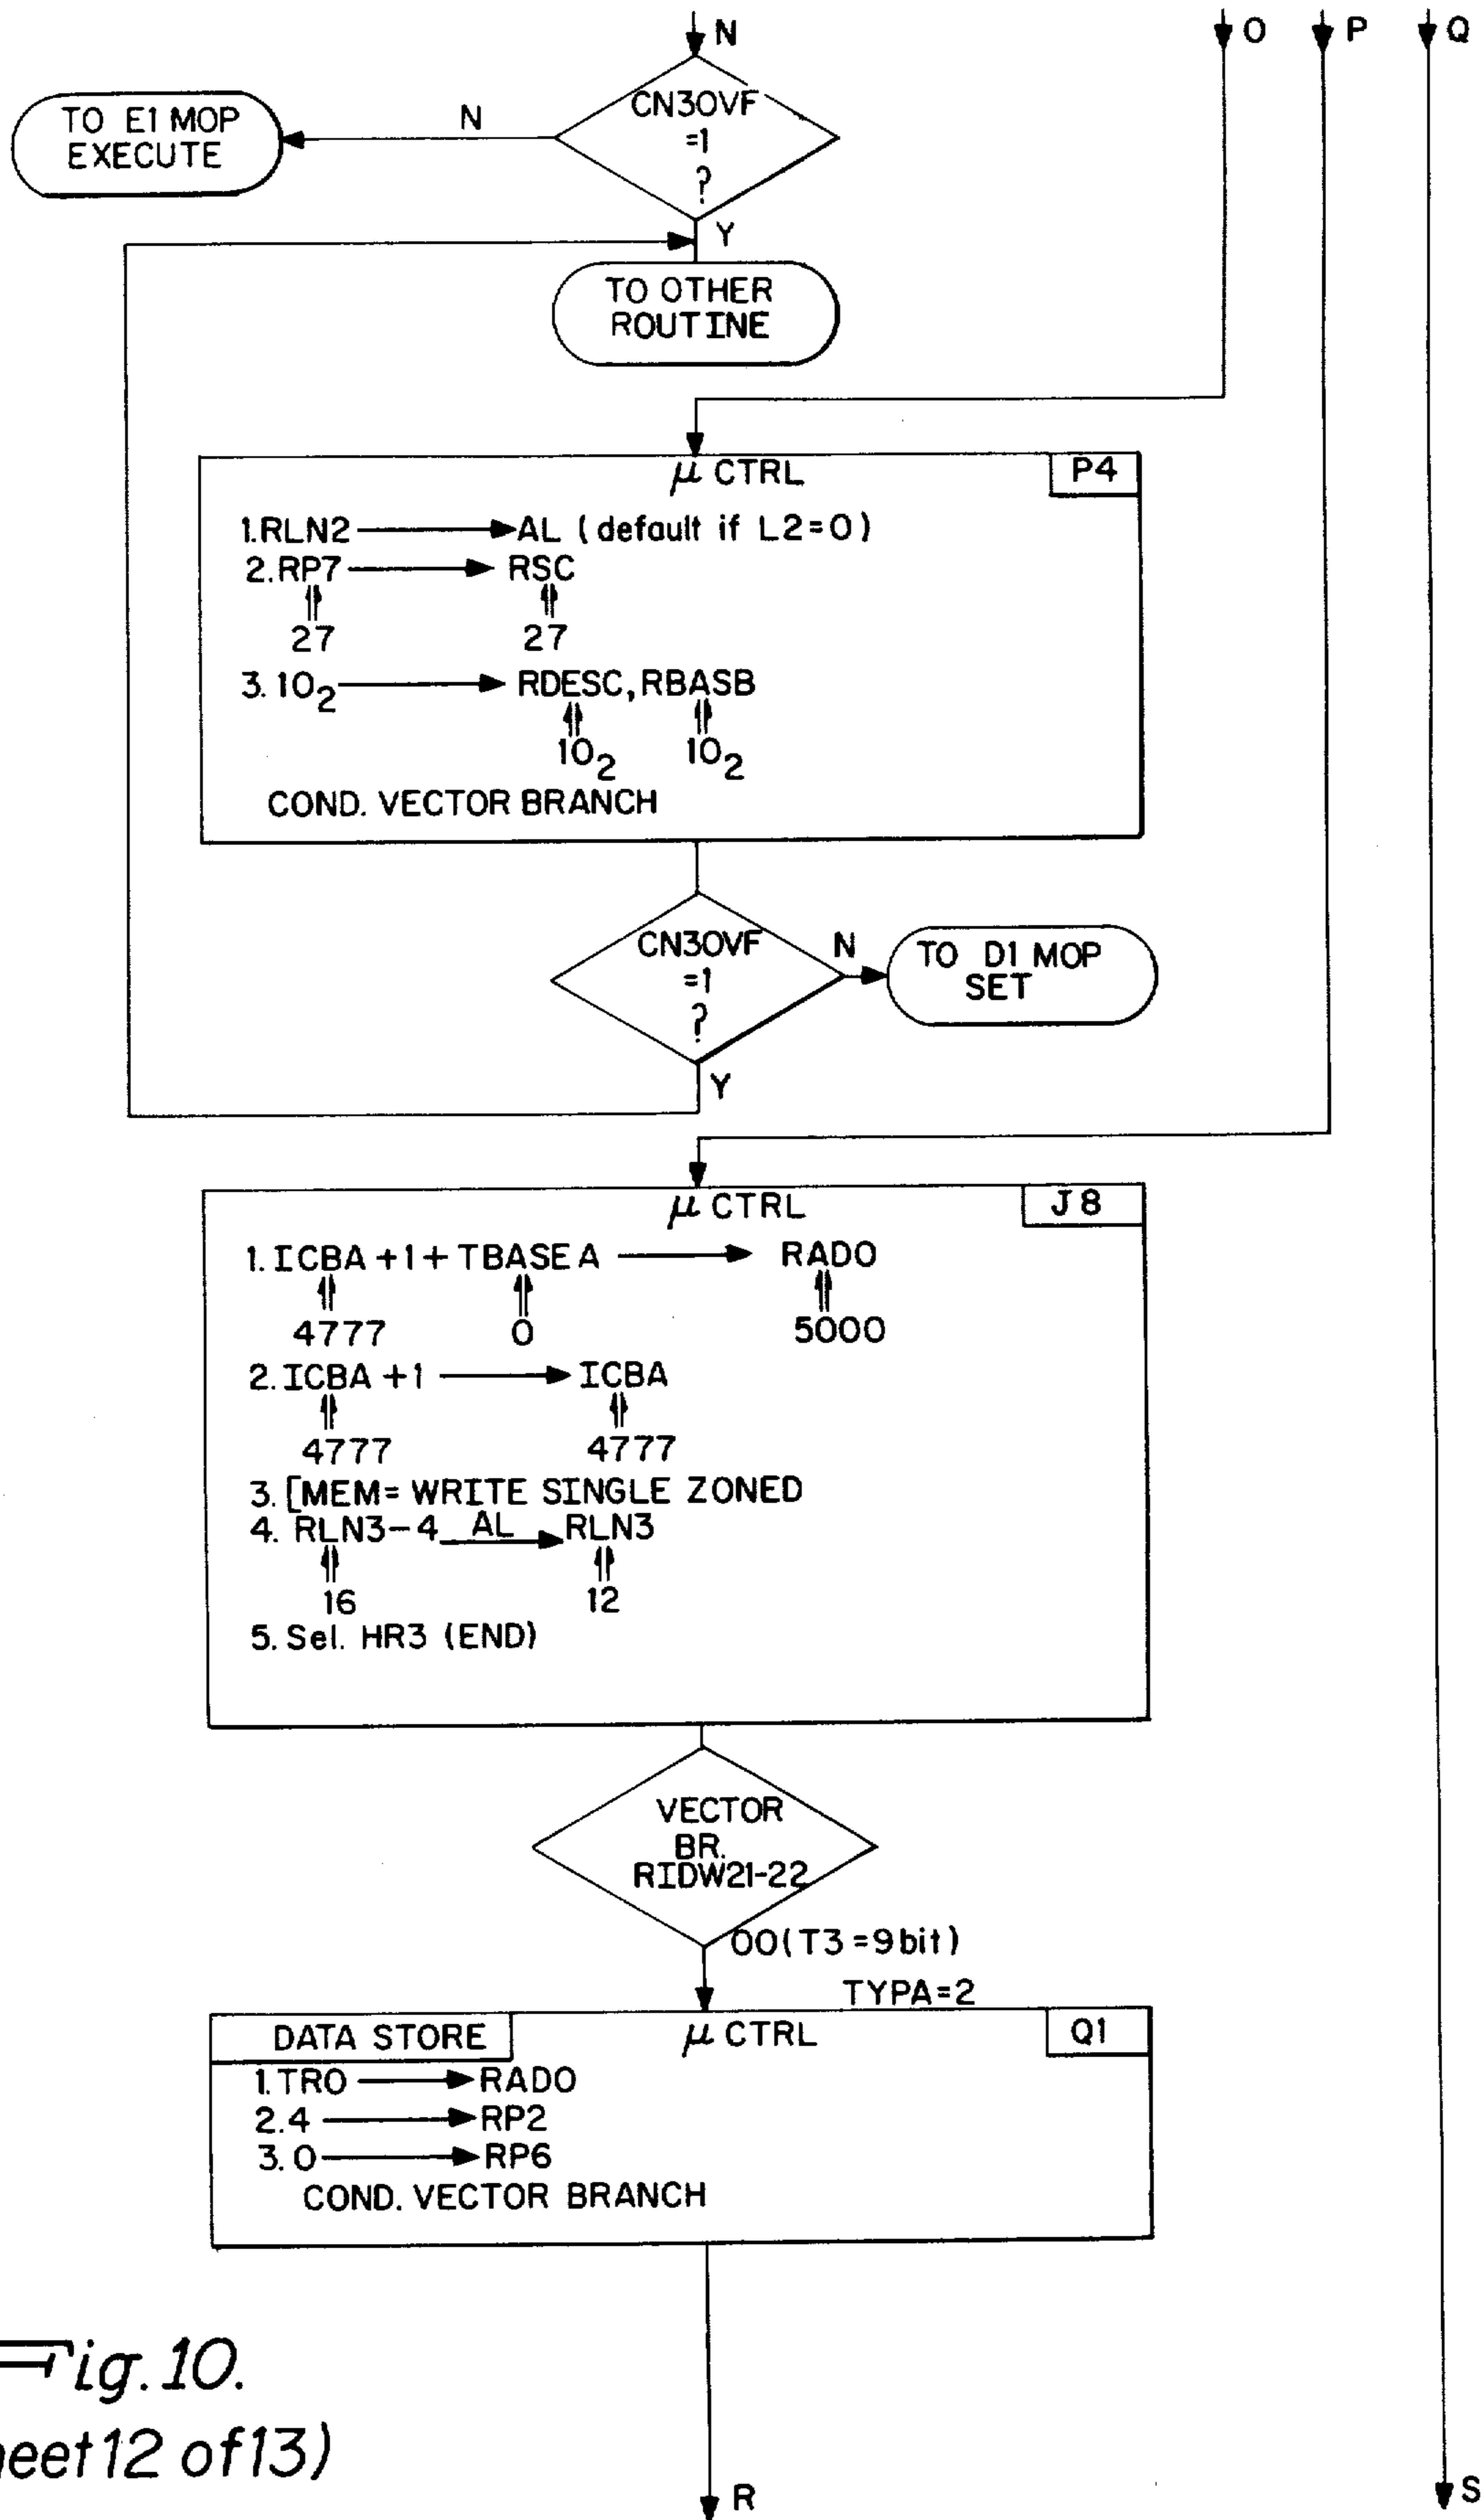 N O P Q
CN3OVF
=1
?
N
TO E1 MOP
EXECUTE
Y
TO OTHER
ROUTINE
μ CTRL P4
1. RLN2 AL (default if L2=0)
2. RP7 RSC
27 27
3. 10₂ RDESC, RBASB
10₂ 10₂
COND. VECTOR BRANCH
CN3OVF
=1
?
N
TO D1 MOP
SET
Y
μ CTRL J8
1. ICBA +1+ TBASE A RADO
4777 0 5000
2. ICBA +1 ICBA
4777 4777
3. [MEM= WRITE SINGLE ZONED
4. RLN3-4 AL RLN3
16 12
5. Sel. HR3 (END)
VECTOR
BR.
RIDW21-22
00(T3=9bit)
TYPA=2
DATA STORE μ CTRL Q1
1. TRO RADO
2. 4 RP2
3. 0 RP6
COND. VECTOR BRANCH
Fig. 10.
heet 12 of 13)
R S